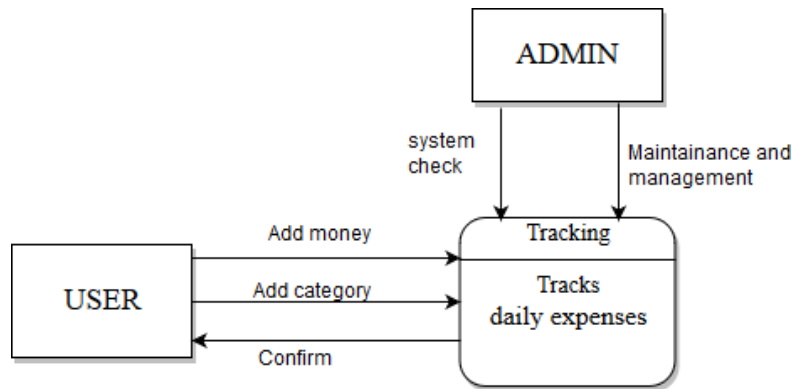 ADMIN
system
check
Maintainance and
management
Add money
Tracking
USER
Add category
Tracks
daily expenses
Confirm